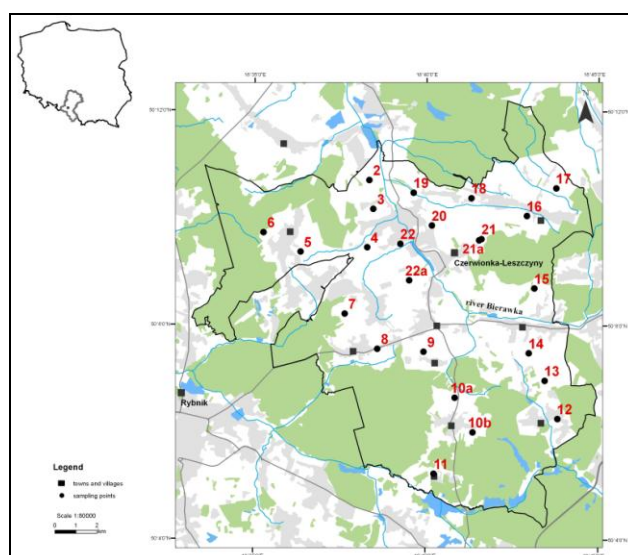 N
2
3
19
18
17
16
6
5
4
22
20
21
21a
Czerwionka-Leszczyny
22a
15
river Bierawka
7
8
9
14
13
10a
Rybnik
12
10b
11
Legend
towns and villages
sampling points
Scale 1:80000
0 1 2
km